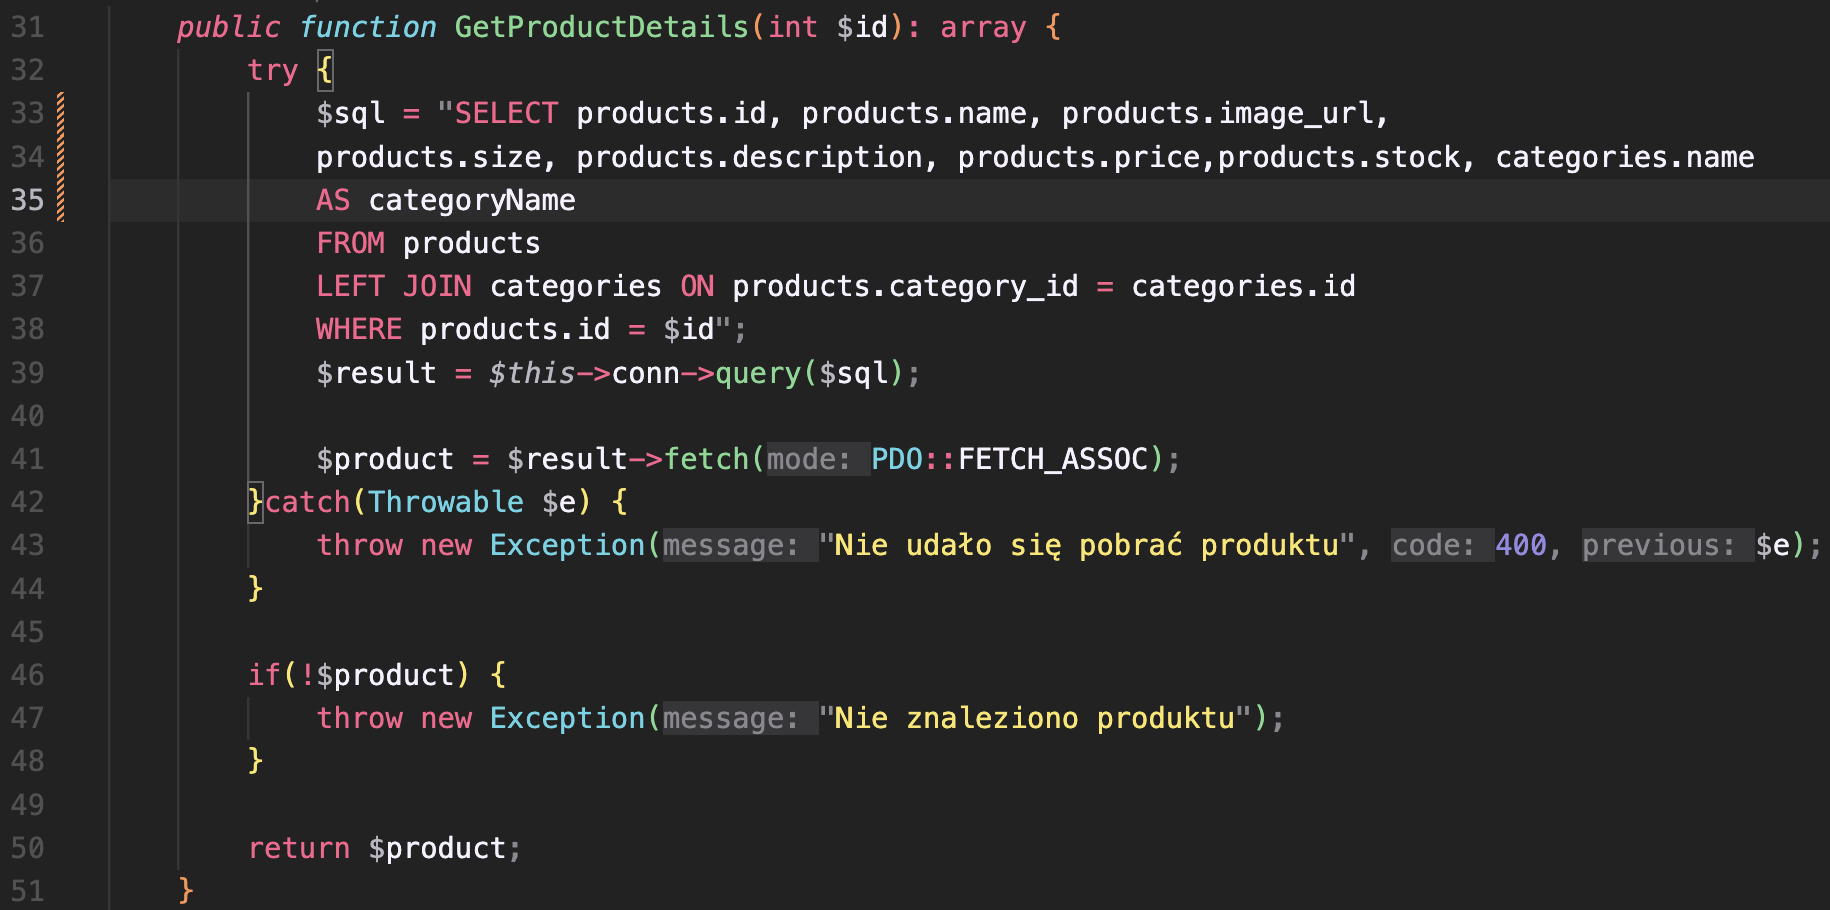 31 public function GetProductDetails(int $id): array {
32 try {
33 $sql = "SELECT products.id, products.name, products.image_url,
34 products.size, products.description, products.price,products.stock, categories.name
35 AS categoryName
36 FROM products
37 LEFT JOIN categories ON products.category_id = categories.id
38 WHERE products.id = $id";
39 $result = $this->conn->query($sql);
40
41 $product = $result->fetch(mode: PDO::FETCH_ASSOC);
42 }catch(Throwable $e) {
43 throw new Exception(message: "Nie udało się pobrać produktu", code: 400, previous: $e);
44 }
45
46 if(!$product) {
47 throw new Exception(message: "Nie znaleziono produktu");
48 }
49
50 return $product;
51 }